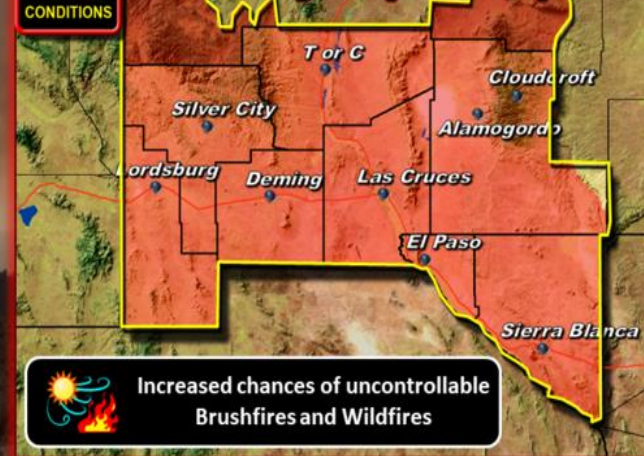 CONDITIONS
T or C
Cloudcroft
Silver City
Alamogordo
Lordsburg
Deming
Las Cruces
El Paso
Sierra Blanca
Increased chances of uncontrollable
Brushfires and Wildfires